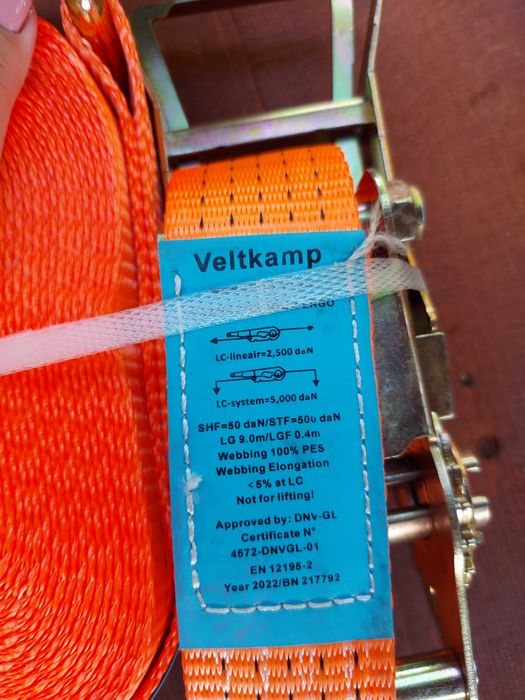 Veltkamp
ERGO
LC-lineair=2,500 daN
LC-system=5,000 daN
SHF=50 daN/STF=500 daN
LG 9.0m/LGF 0.4m
Webbing 100% PES
Webbing Elongation
<5% at LC
Not for lifting!
Approved by: DNV-GL
Certificate N°
4572-DNVGL-01
EN 12195-2
Year 2022/BN 217792